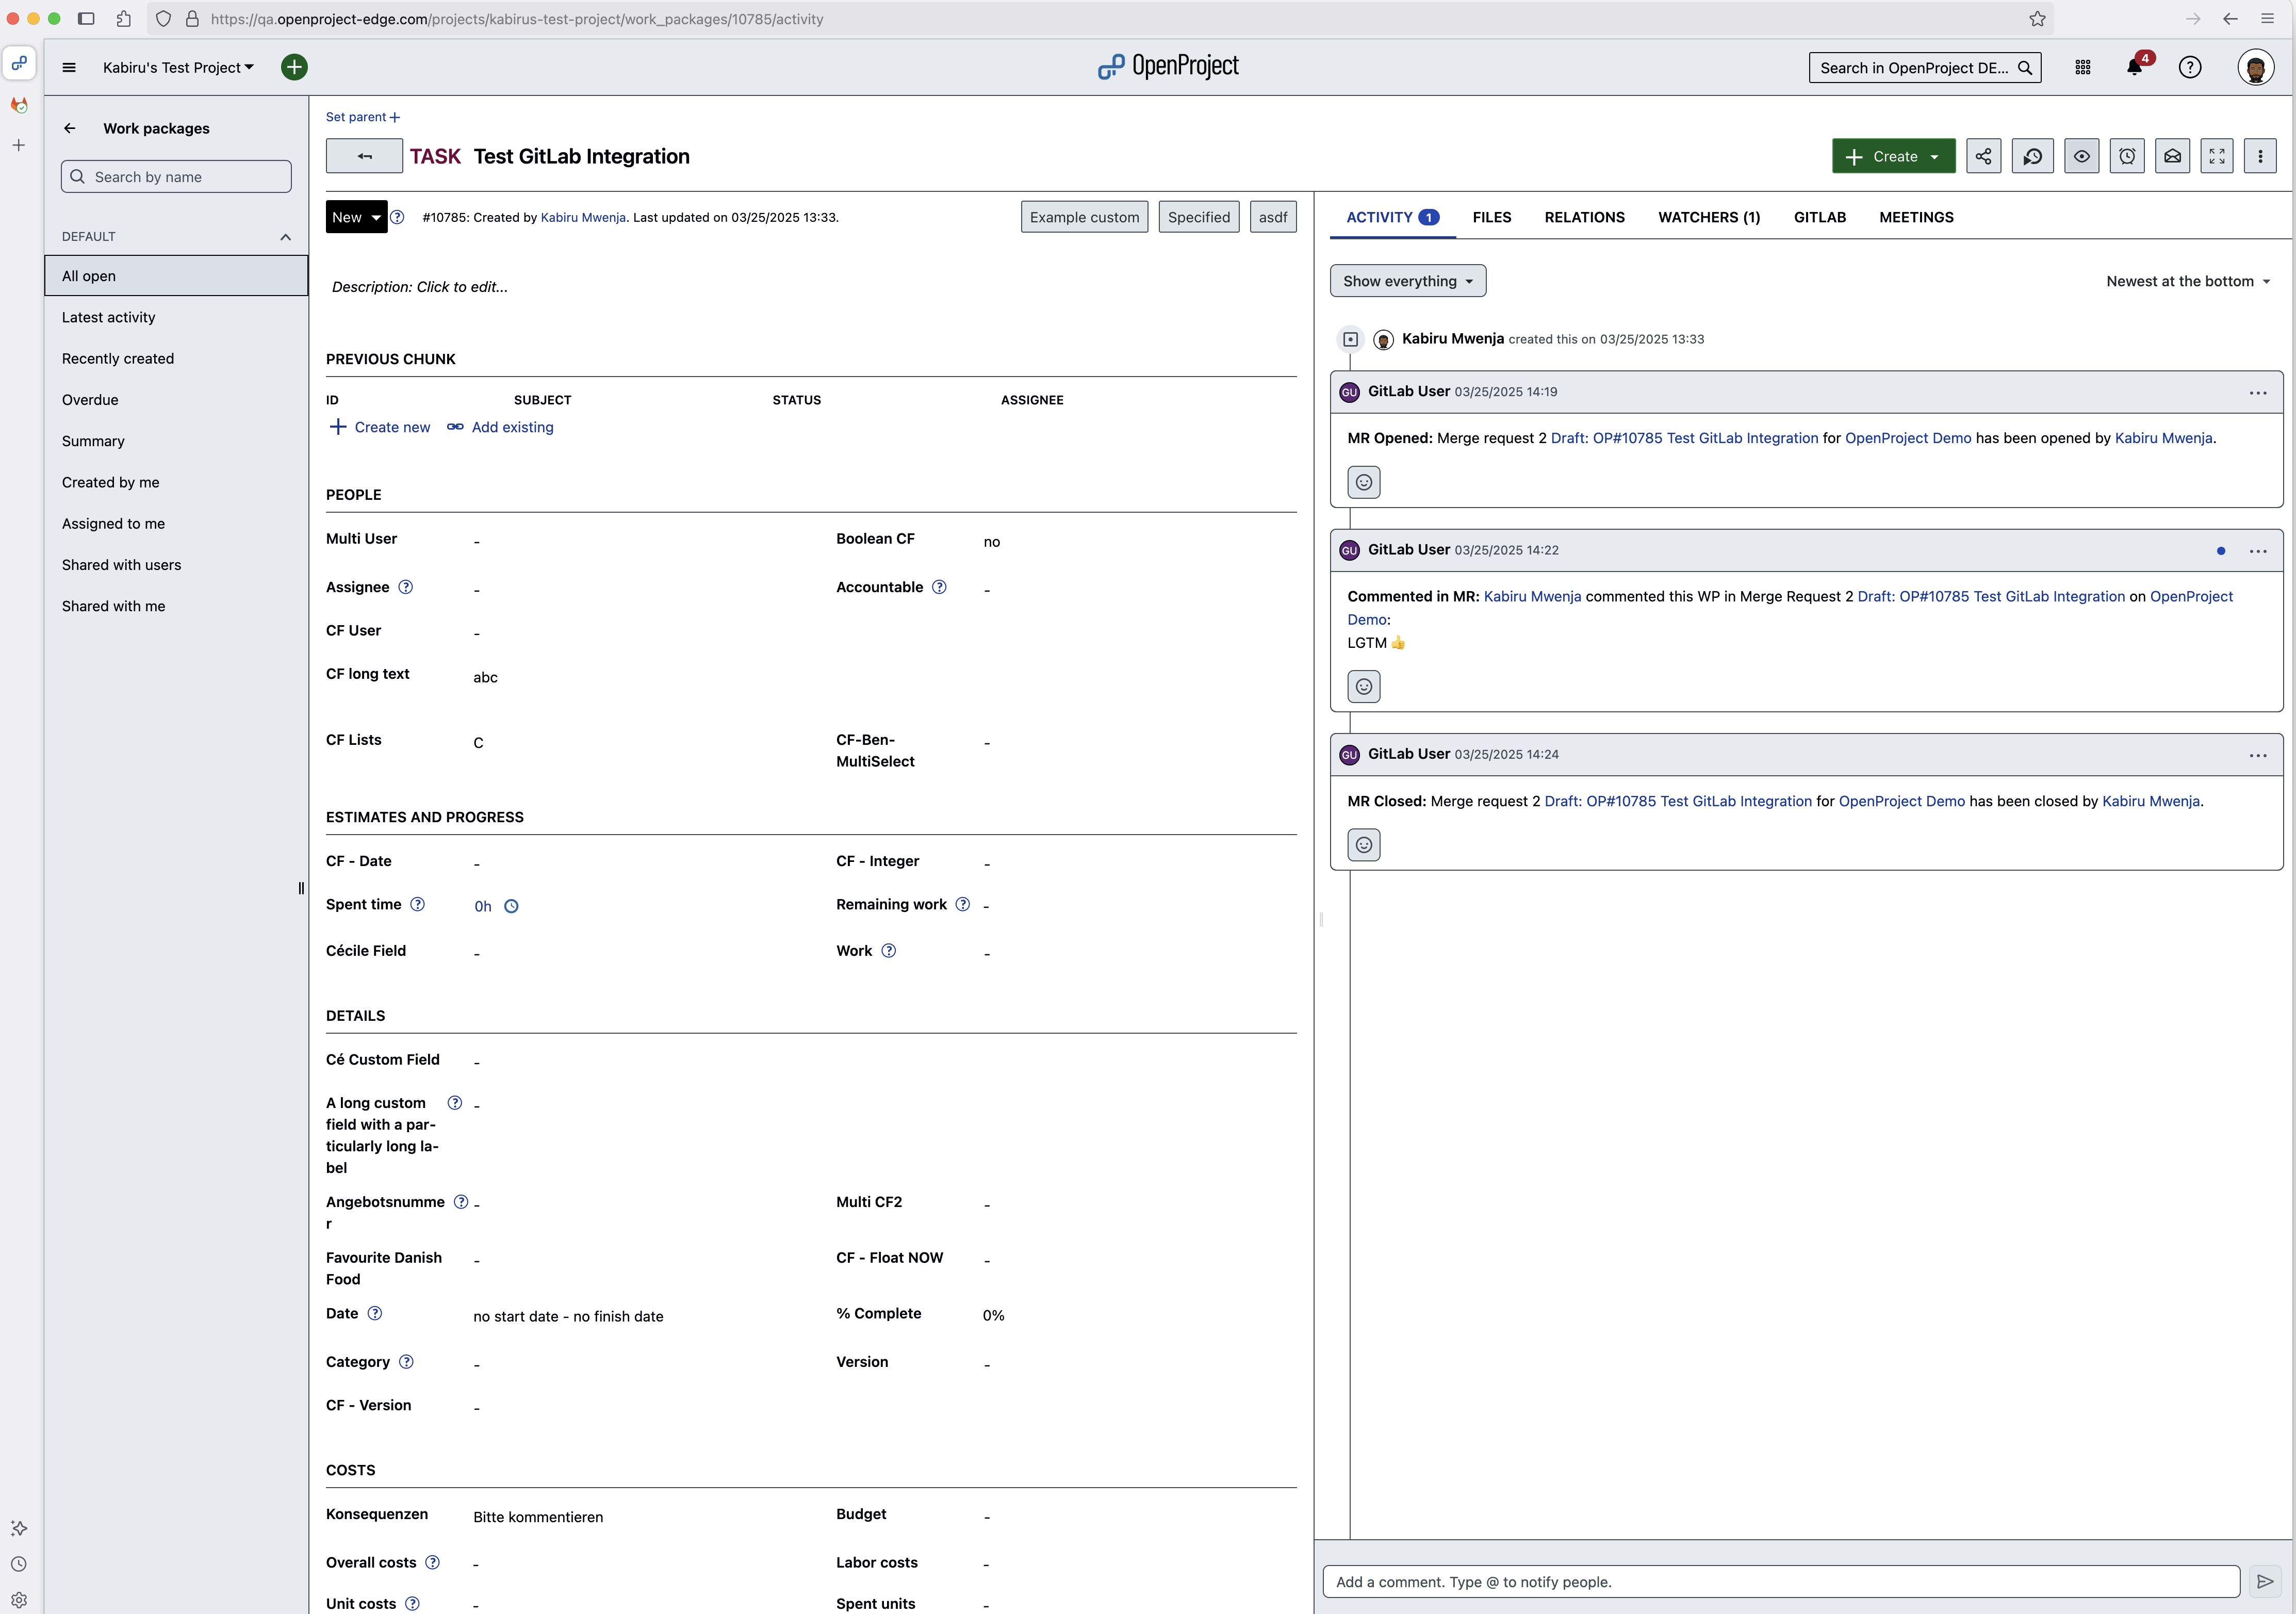 https://qa.openproject-edge.com/projects/kabirus-test-project/work_packages/10785/activity
Kabiru's Test Project
OpenProject
Search in OpenProject DE...
4
Work packages
Search by name
DEFAULT
All open
Latest activity
Recently created
Overdue
Summary
Created by me
Assigned to me
Shared with users
Shared with me
Set parent
TASK Test GitLab Integration
Create
New
#10785: Created by Kabiru Mwenja. Last updated on 03/25/2025 13:33.
Example custom
Specified
asdf
Description: Click to edit...
PREVIOUS CHUNK
ID SUBJECT STATUS ASSIGNEE
Create new Add existing
PEOPLE
Multi User - Boolean CF no
Assignee - Accountable -
CF User -
CF long text abc
CF Lists C CF-Ben-
MultiSelect -
ESTIMATES AND PROGRESS
CF - Date - CF - Integer -
Spent time 0h Remaining work -
Cécile Field - Work -
DETAILS
Cé Custom Field -
A long custom -
field with a par-
ticularly long la-
bel
Angebotsnumme - Multi CF2 -
r
Favourite Danish - CF - Float NOW -
Food
Date no start date - no finish date % Complete 0%
Category - Version -
CF - Version -
COSTS
Konsequenzen Bitte kommentieren Budget -
Overall costs - Labor costs -
Unit costs - Spent units -
ACTIVITY 1 FILES RELATIONS WATCHERS (1) GITLAB MEETINGS
Show everything Newest at the bottom
Kabiru Mwenja created this on 03/25/2025 13:33
GU GitLab User 03/25/2025 14:19
MR Opened: Merge request 2 Draft: OP#10785 Test GitLab Integration for OpenProject Demo has been opened by Kabiru Mwenja.
GU GitLab User 03/25/2025 14:22
Commented in MR: Kabiru Mwenja commented this WP in Merge Request 2 Draft: OP#10785 Test GitLab Integration on OpenProject
Demo:
LGTM 👍
GU GitLab User 03/25/2025 14:24
MR Closed: Merge request 2 Draft: OP#10785 Test GitLab Integration for OpenProject Demo has been closed by Kabiru Mwenja.
Add a comment. Type @ to notify people.